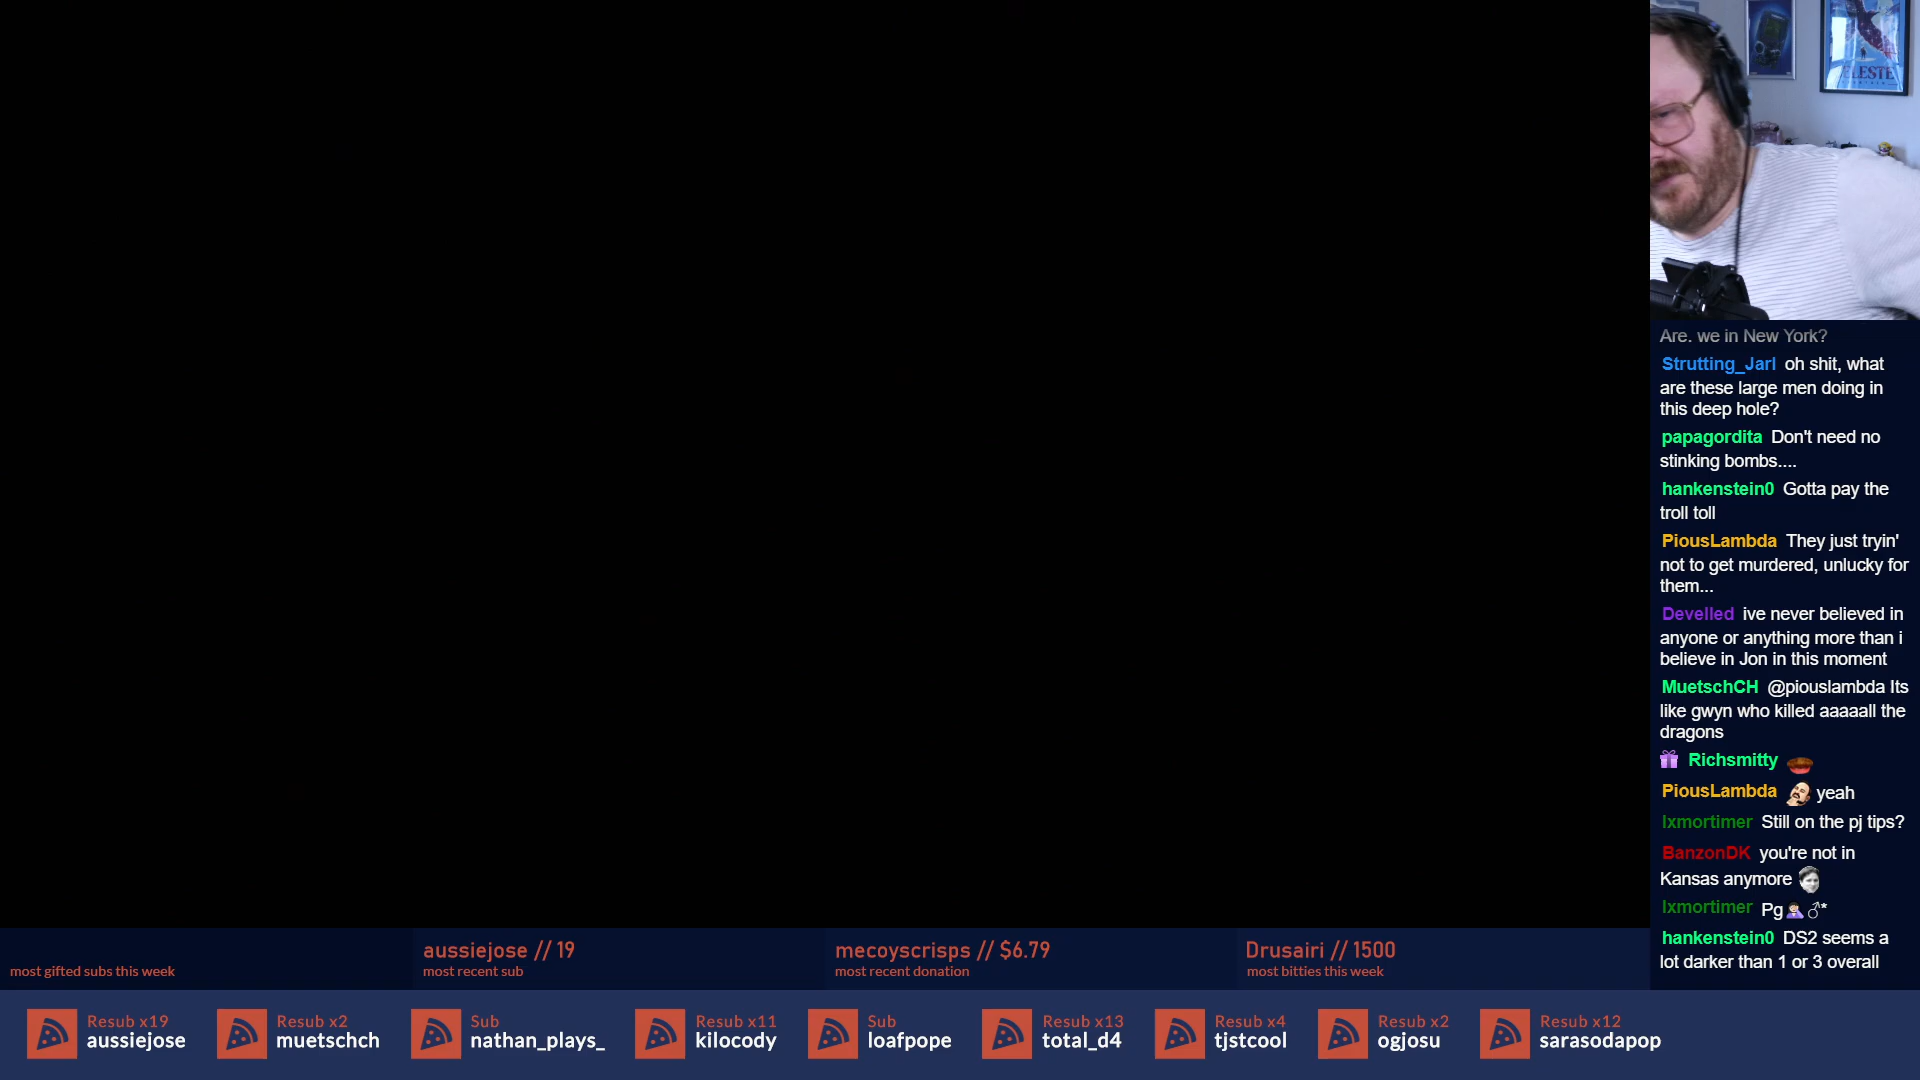 ELESTE
Are. we in New York?
Strutting_Jarl oh shit, what
are these large men doing in
this deep hole?
papagordita Don't need no
stinking bombs....
hankenstein0 Gotta pay the
troll toll
PiousLambda They just tryin'
not to get murdered, unlucky for
them...
Develled ive never believed in
anyone or anything more than i
believe in Jon in this moment
MuetschCH @piouslambda Its
like gwyn who killed aaaaall the
dragons
Richsmitty
PiousLambda yeah
lxmortimer Still on the pj tips?
BanzonDK you're not in
Kansas anymore
lxmortimer Pg🤦🏻‍♂*
hankenstein0 DS2 seems a
lot darker than 1 or 3 overall
most gifted subs this week
aussiejose // 19
most recent sub
mecoyscrisps // $6.79
most recent donation
Drusairi // 1500
most bitties this week
Resub x19
aussiejose
Resub x2
muetschch
Sub
nathan_plays_
Resub x11
kilocody
Sub
loafpope
Resub x13
total_d4
Resub x4
tjstcool
Resub x2
ogjosu
Resub x12
sarasodapop